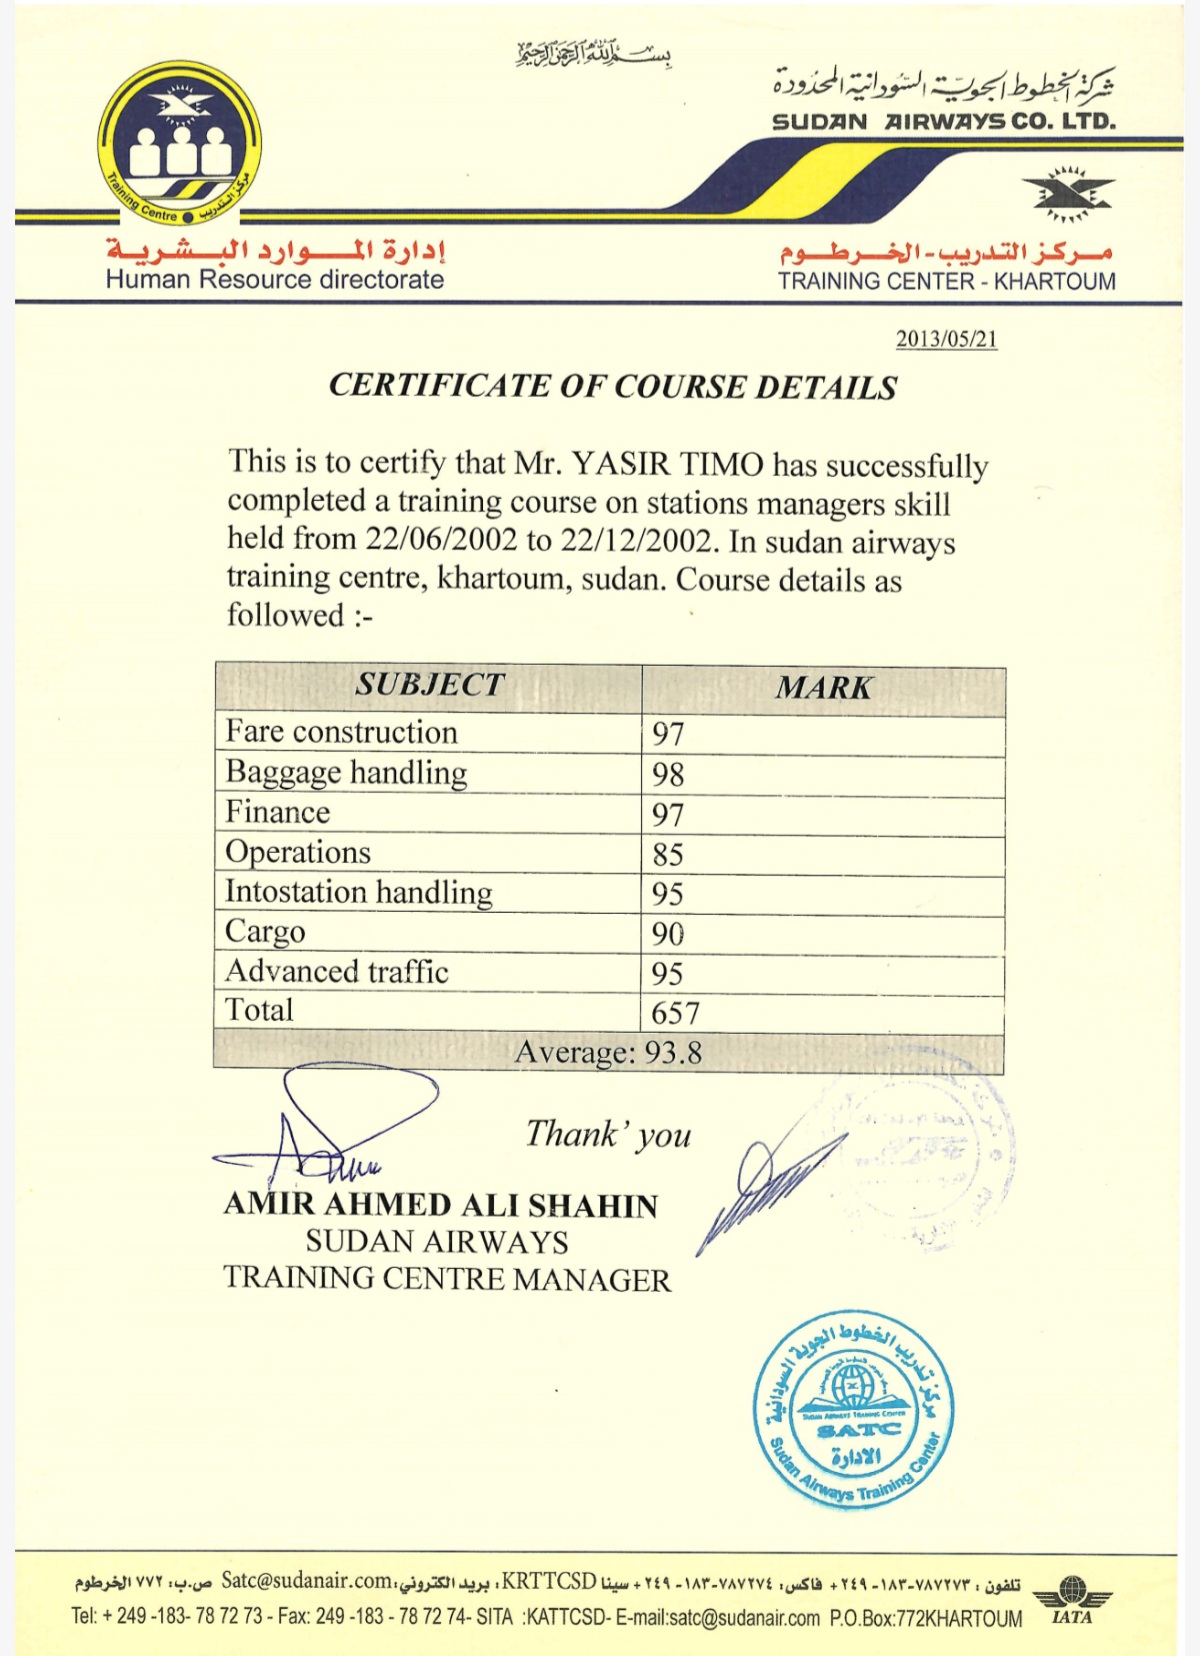 بسم الله الرحمن الرحيم
شركة الخطوط الجوية السودانية المحدودة
SUDAN AIRWAYS CO. LTD.
Training Centre مركز التدريب
إدارة الموارد البشرية
Human Resource directorate
مركز التدريب - الخرطوم
TRAINING CENTER - KHARTOUM
2013/05/21
CERTIFICATE OF COURSE DETAILS
This is to certify that Mr. YASIR TIMO has successfully
completed a training course on stations managers skill
held from 22/06/2002 to 22/12/2002. In sudan airways
training centre, khartoum, sudan. Course details as
followed :-
SUBJECT MARK
Fare construction 97
Baggage handling 98
Finance 97
Operations 85
Intostation handling 95
Cargo 90
Advanced traffic 95
Total 657
Average: 93.8
Thank’ you
AMIR AHMED ALI SHAHIN
SUDAN AIRWAYS
TRAINING CENTRE MANAGER
مركز تدريب الخطوط الجوية السودانية
SUDAN AIRWAYS TRAINING CENTER
SATC
الادارة
Sudan Airways Training Center
تلفون : ٧٨٧٢٧٣-١٨٣- ٢٤٩ + فاكس: ٧٨٧٢٧٤-١٨٣- ٢٤٩ + سيتا KRTTCSD: بريد الكتروني: Satc@sudanair.com ص.ب: ٧٧٢ الخرطوم
Tel: + 249 -183- 78 72 73 - Fax: 249 -183 - 78 72 74- SITA :KATTCSD- E-mail:satc@sudanair.com P.O.Box:772KHARTOUM
IATA